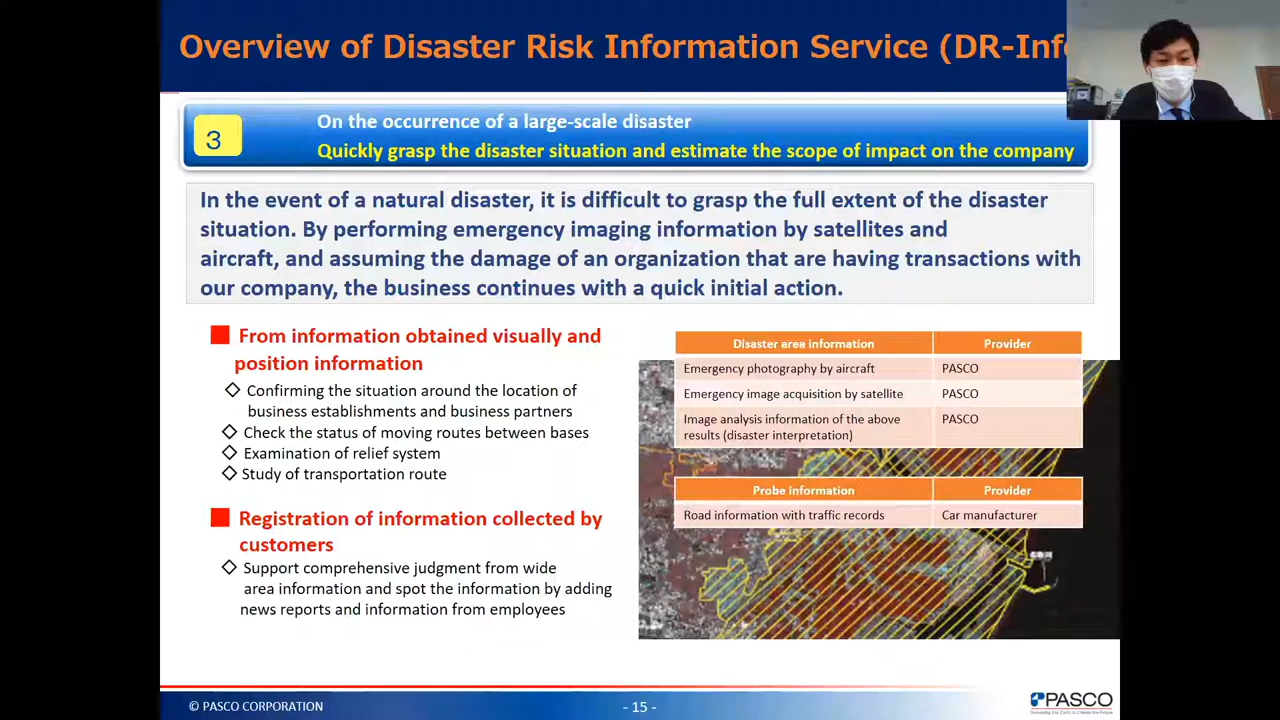 Overview of Disaster Risk Information Service (DR-Info
3
On the occurrence of a large-scale disaster
Quickly grasp the disaster situation and estimate the scope of impact on the company
In the event of a natural disaster, it is difficult to grasp the full extent of the disaster
situation. By performing emergency imaging information by satellites and
aircraft, and assuming the damage of an organization that are having transactions with
our company, the business continues with a quick initial action.
■ From information obtained visually and
position information
◇ Confirming the situation around the location of
business establishments and business partners
◇ Check the status of moving routes between bases
◇ Examination of relief system
◇ Study of transportation route
■ Registration of information collected by
customers
◇ Support comprehensive judgment from wide
area information and spot the information by adding
news reports and information from employees
Disaster area information Provider
Emergency photography by aircraft PASCO
Emergency image acquisition by satellite PASCO
Image analysis information of the above PASCO
results (disaster interpretation)
Probe information Provider
Road information with traffic records Car manufacturer
© PASCO CORPORATION
- 15 -
PASCO